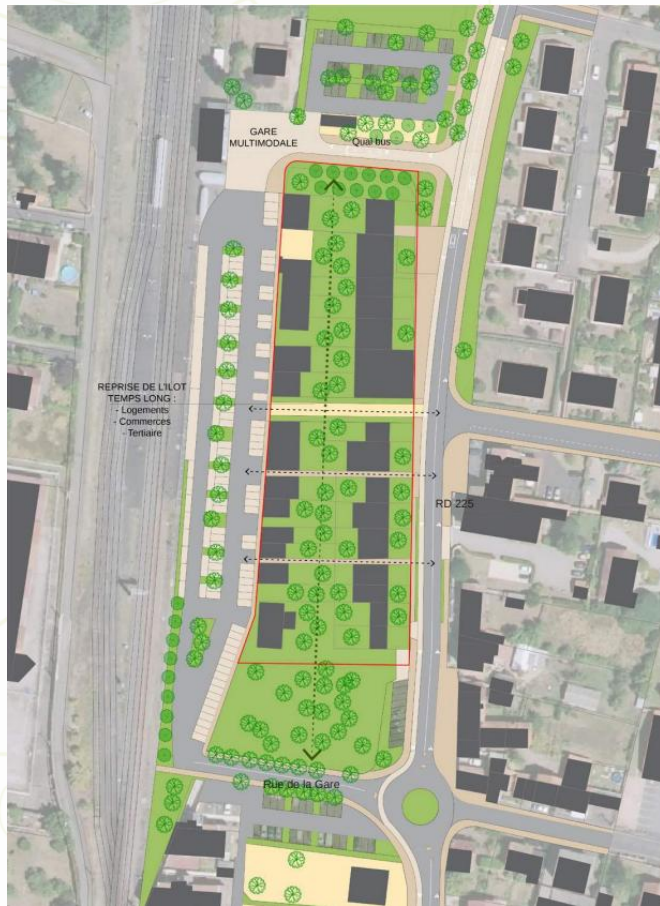 GARE
MULTIMODALE
Quai bus
REPRISE DE L'ILOT
TEMPS LONG :
- Logements
- Commerces
- Tertiaire
RD 225
Rue de la Gare